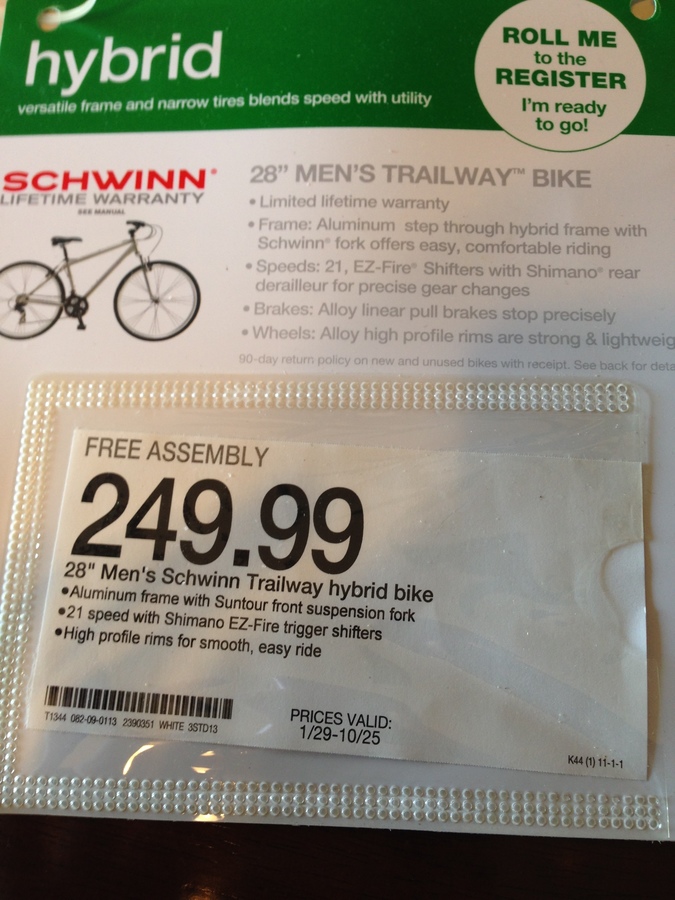 hybrid
versatile frame and narrow tires blends speed with utility
ROLL ME
to the
REGISTER
I'm ready
to go!
SCHWINN®
LIFETIME WARRANTY
SEE MANUAL
28” MEN'S TRAILWAY™ BIKE
• Limited lifetime warranty
• Frame: Aluminum step through hybrid frame with
Schwinn® fork offers easy, comfortable riding
• Speeds: 21, EZ-Fire® Shifters with Shimano® rear
derailleur for precise gear changes
• Brakes: Alloy linear pull brakes stop precisely
• Wheels: Alloy high profile rims are strong & lightweig
90-day return policy on new and unused bikes with receipt. See back for deta
FREE ASSEMBLY
249.99
28" Men's Schwinn Trailway hybrid bike
•Aluminum frame with Suntour front suspension fork
•21 speed with Shimano EZ-Fire trigger shifters
•High profile rims for smooth, easy ride
T1344 082-09-0113 2390351 WHITE 3STD13
PRICES VALID:
1/29-10/25
K44 (1) 11-1-1